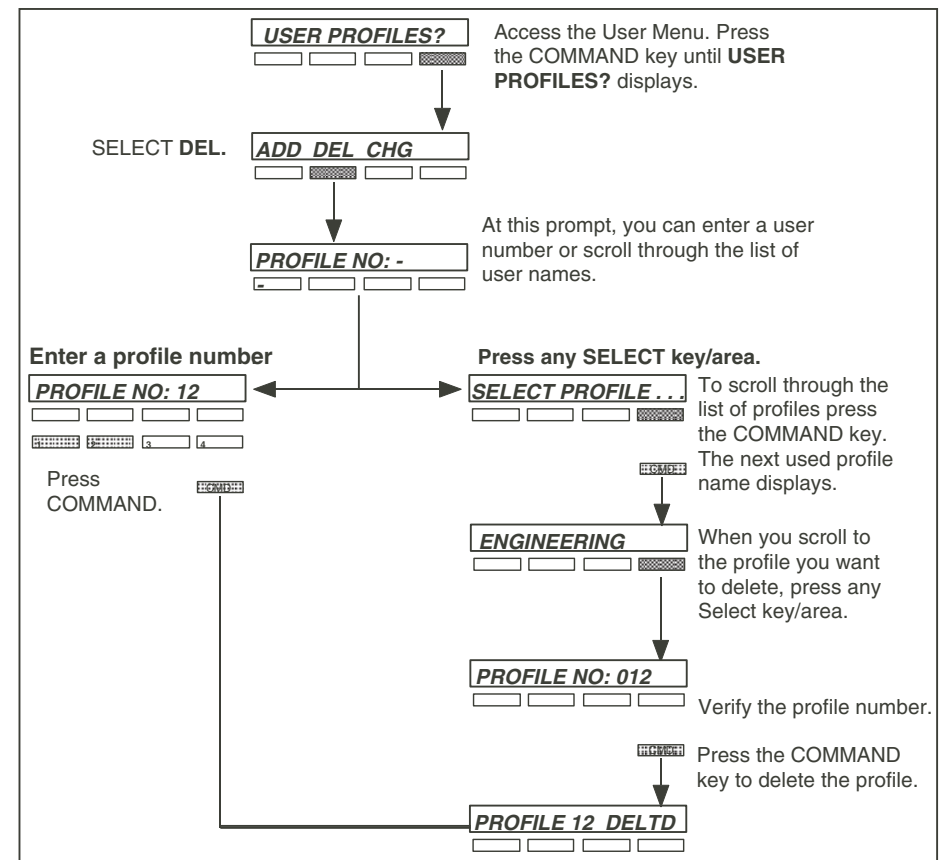 USER PROFILES?
Access the User Menu. Press
the COMMAND key until USER
PROFILES? displays.
SELECT DEL.
ADD DEL CHG
At this prompt, you can enter a user
number or scroll through the list of
user names.
PROFILE NO: -
-
Enter a profile number
PROFILE NO: 12
1 2 3 4
Press
COMMAND.
CMD
Press any SELECT key/area.
SELECT PROFILE . . .
To scroll through the
list of profiles press
the COMMAND key.
The next used profile
name displays.
CMD
ENGINEERING
When you scroll to
the profile you want
to delete, press any
Select key/area.
PROFILE NO: 012
Verify the profile number.
CMD
Press the COMMAND
key to delete the profile.
PROFILE 12 DELTD